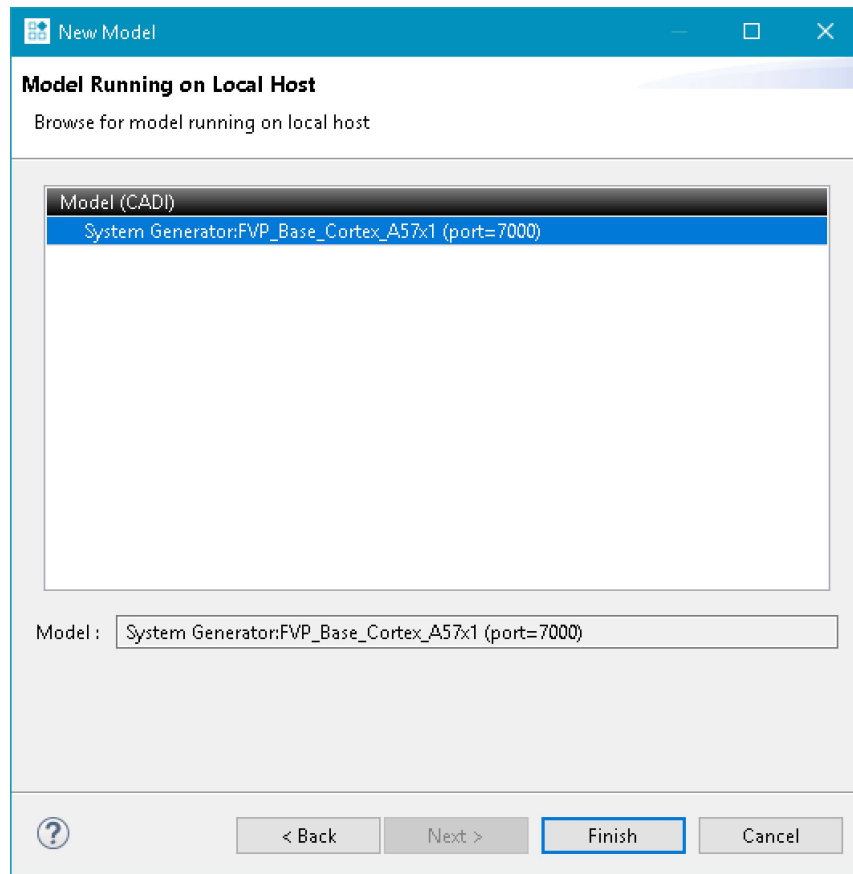 New Model
Model Running on Local Host
Browse for model running on local host
Model (CADI)
System Generator:FVP_Base_Cortex_A57x1 (port=7000)
Model : System Generator:FVP_Base_Cortex_A57x1 (port=7000)
? < Back Next > Finish Cancel